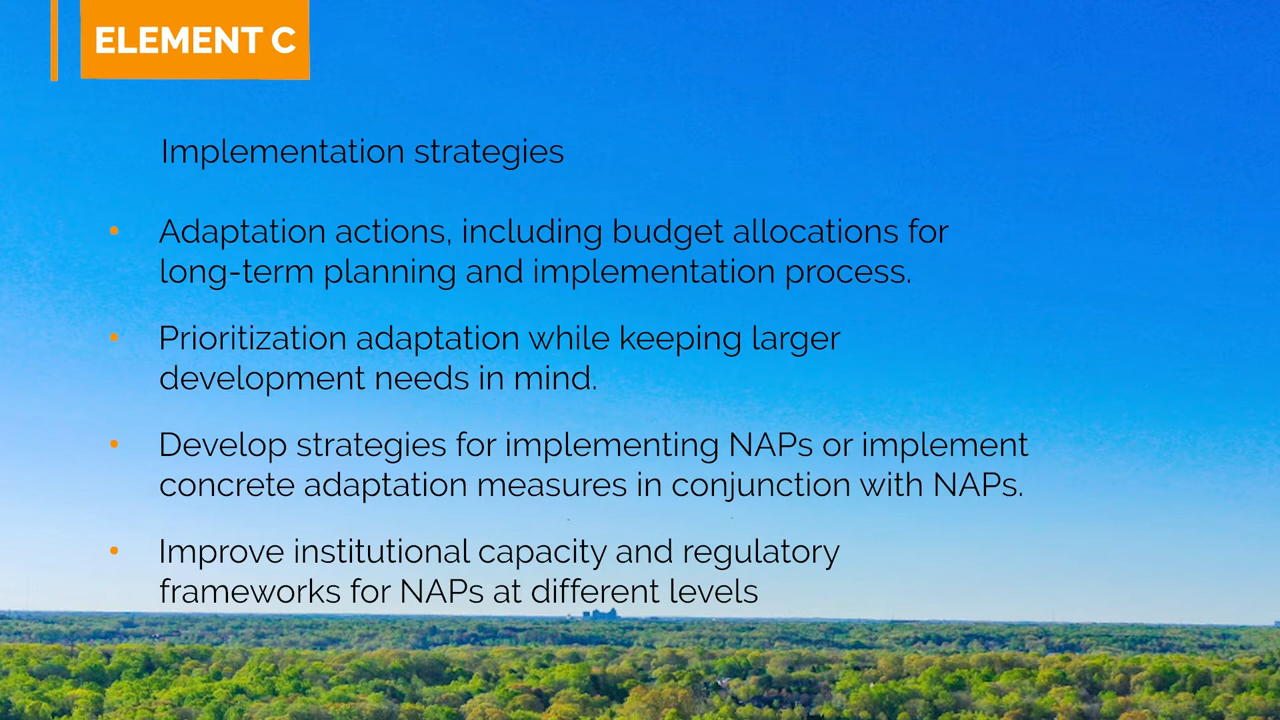 ELEMENT C
Implementation strategies
• Adaptation actions, including budget allocations for
long-term planning and implementation process.
• Prioritization adaptation while keeping larger
development needs in mind.
• Develop strategies for implementing NAPs or implement
concrete adaptation measures in conjunction with NAPs.
• Improve institutional capacity and regulatory
frameworks for NAPs at different levels